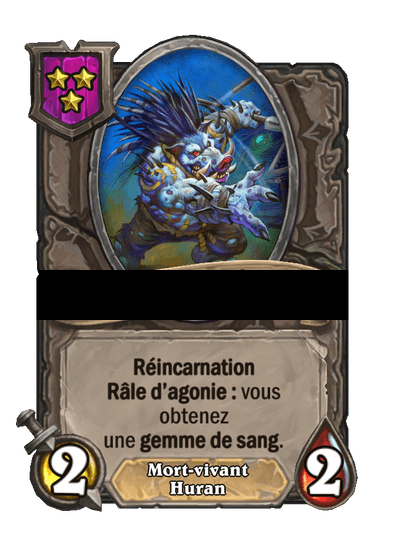 Réincarnation
Râle d'agonie : vous
obtenez
une gemme de sang.
2
Mort-vivant
Huran
2